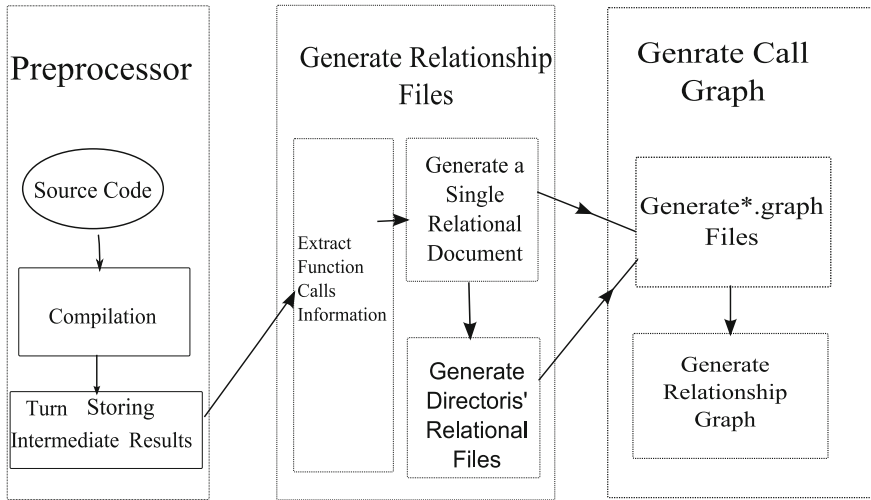 Preprocessor
Source Code
Compilation
Turn Storing
Intermediate Results
Generate Relationship
Files
Extract
Function
Calls
Information
Generate a
Single
Relational
Document
Generate
Directoris'
Relational
Files
Genrate Call
Graph
Generate*.graph
Files
Generate
Relationship
Graph